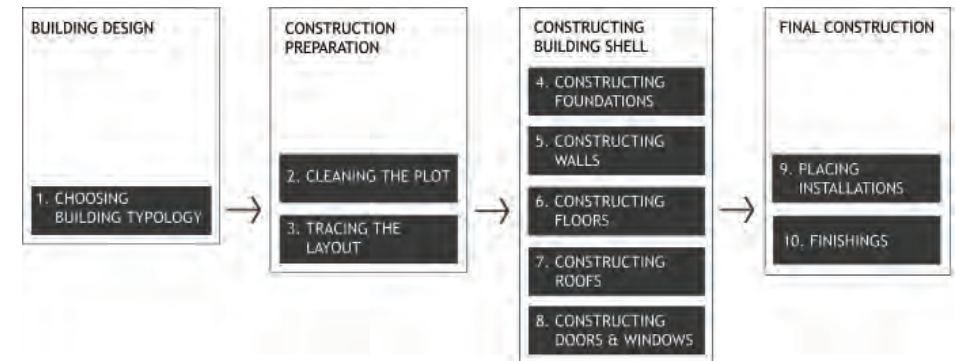 BUILDING DESIGN
1. CHOOSING
BUILDING TYPOLOGY
CONSTRUCTION
PREPARATION
2. CLEANING THE PLOT
3. TRACING THE
LAYOUT
CONSTRUCTING
BUILDING SHELL
4. CONSTRUCTING
FOUNDATIONS
5. CONSTRUCTING
WALLS
6. CONSTRUCTING
FLOORS
7. CONSTRUCTING
ROOFS
8. CONSTRUCTING
DOORS & WINDOWS
FINAL CONSTRUCTION
9. PLACING
INSTALLATIONS
10. FINISHINGS